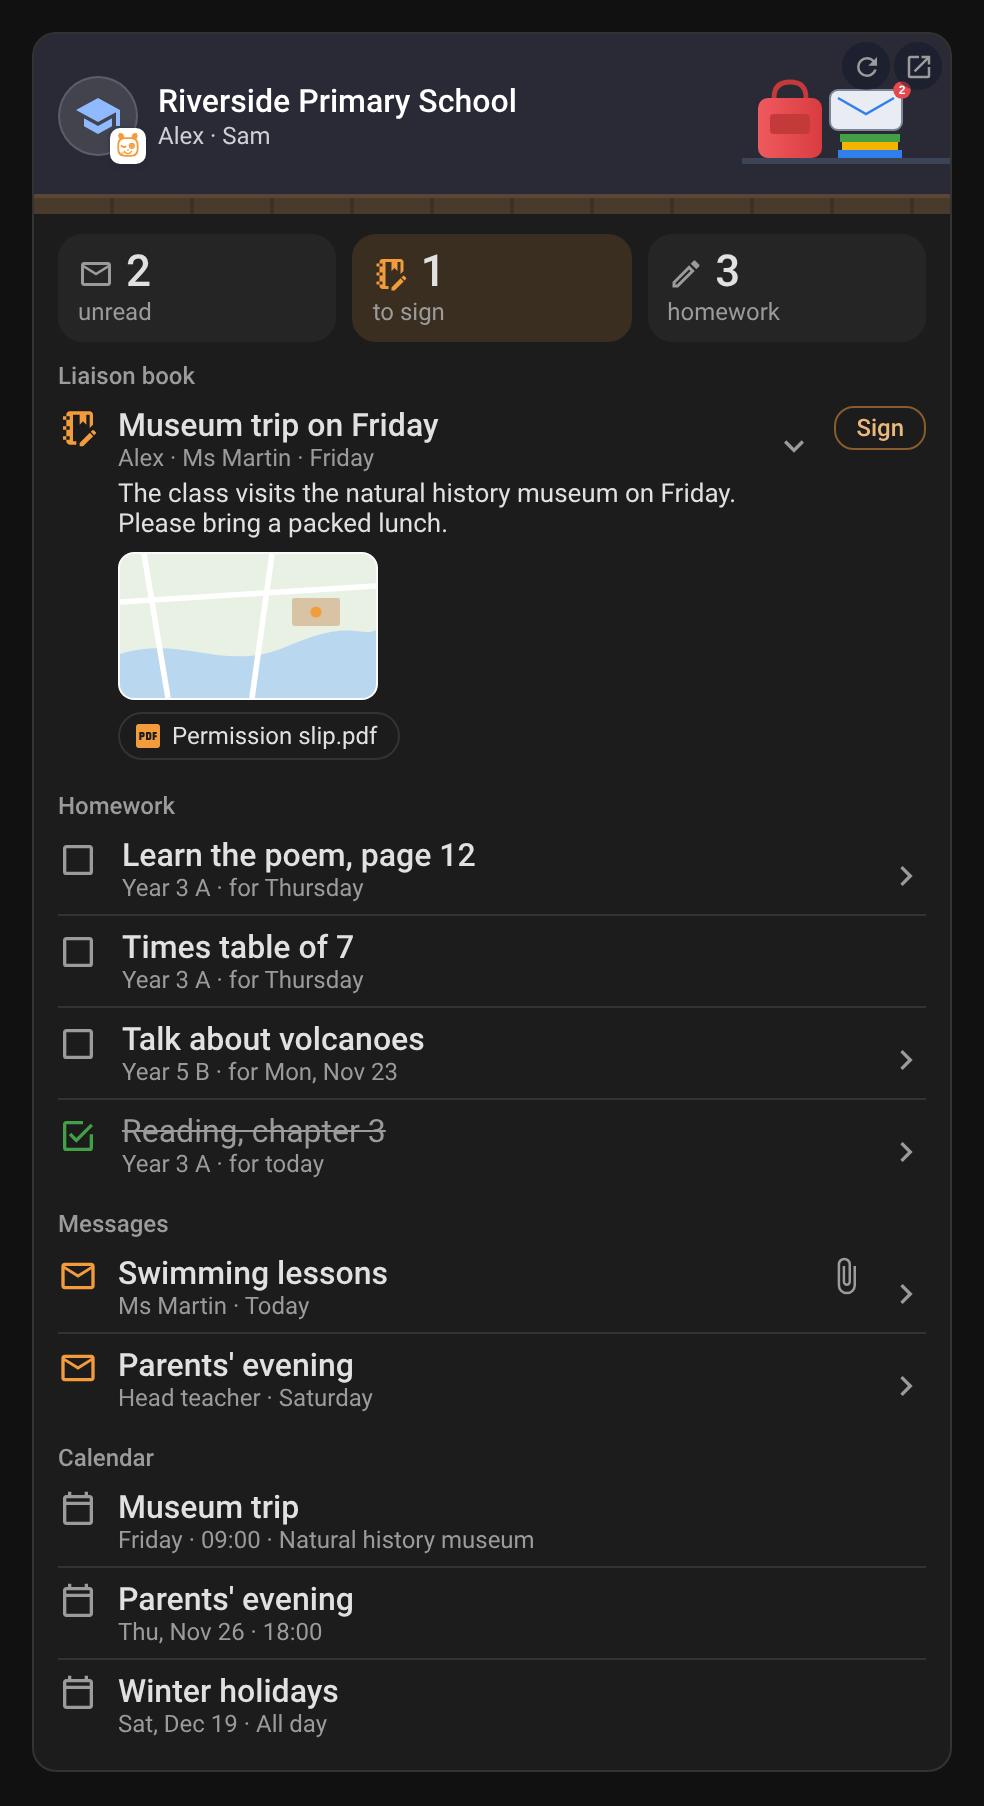 Riverside Primary School
Alex · Sam
2
2
unread
1
to sign
3
homework
Liaison book
Museum trip on Friday
Alex · Ms Martin · Friday
Sign
The class visits the natural history museum on Friday.
Please bring a packed lunch.
PDF
Permission slip.pdf
Homework
Learn the poem, page 12
Year 3 A · for Thursday
Times table of 7
Year 3 A · for Thursday
Talk about volcanoes
Year 5 B · for Mon, Nov 23
Reading, chapter 3
Year 3 A · for today
Messages
Swimming lessons
Ms Martin · Today
Parents' evening
Head teacher · Saturday
Calendar
Museum trip
Friday · 09:00 · Natural history museum
Parents' evening
Thu, Nov 26 · 18:00
Winter holidays
Sat, Dec 19 · All day